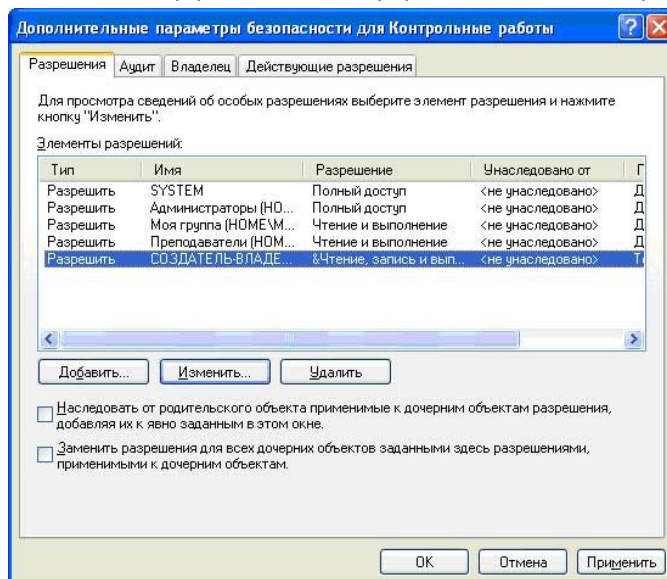 Дополнительные параметры безопасности для Контрольные работы
Разрешения Аудит Владелец Действующие разрешения
Для просмотра сведений об особых разрешениях выберите элемент разрешения и нажмите
кнопку "Изменить".
Элементы разрешений:
Тип Имя Разрешение Унаследовано от
Разрешить SYSTEM Полный доступ <не унаследовано>
Разрешить Администраторы (HO... Полный доступ <не унаследовано>
Разрешить Моя группа (HOME\M... Чтение и выполнение <не унаследовано>
Разрешить Преподаватели (HOM... Чтение и выполнение <не унаследовано>
Разрешить СОЗДАТЕЛЬ-ВЛАДЕ... &Чтение, запись и вып... <не унаследовано>
Добавить... Изменить... Удалить
Наследовать от родительского объекта применимые к дочерним объектам разрешения,
добавляя их к явно заданным в этом окне.
Заменить разрешения для всех дочерних объектов заданными здесь разрешениями,
применимыми к дочерним объектам.
OK Отмена Применить